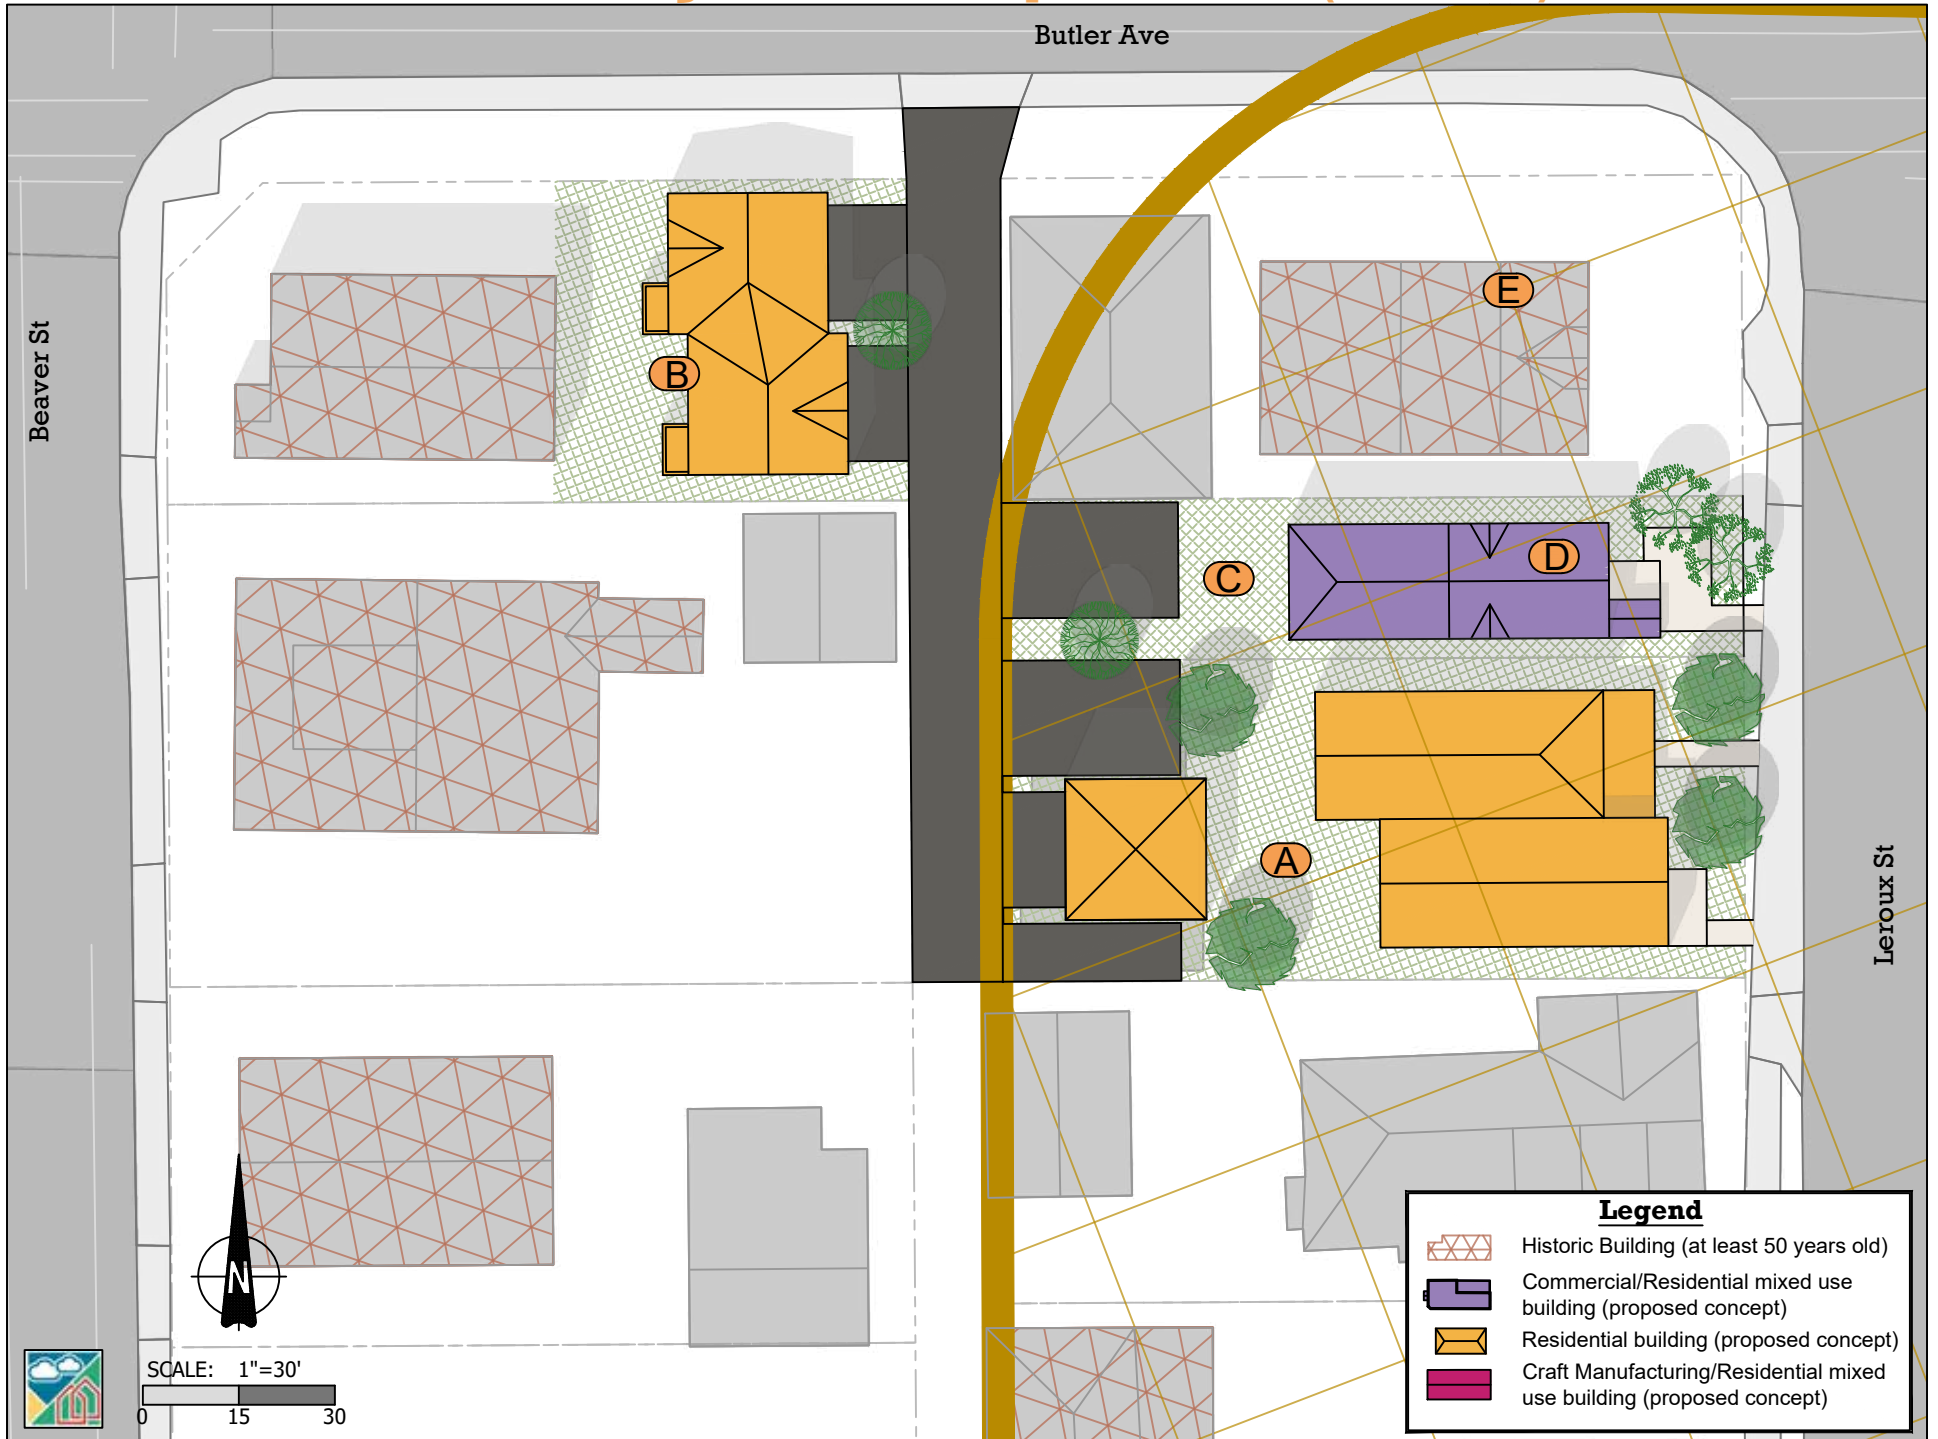 Butler Ave
Beaver St
E
B
D
C
A
Leroux St
N
SCALE: 1"=30'
0 15 30
Legend
Historic Building (at least 50 years old)
Commercial/Residential mixed use
building (proposed concept)
Residential building (proposed concept)
Craft Manufacturing/Residential mixed
use building (proposed concept)